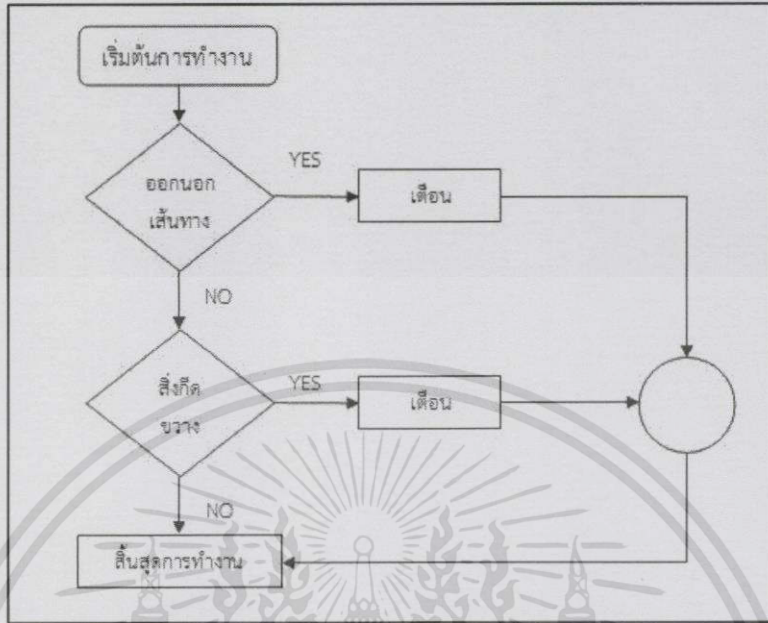 เริ่มต้นการทำงาน
ออกนอก
เส้นทาง
YES
เตือน
NO
สิ่งกีด
ขวาง
YES
เตือน
NO
สิ้นสุดการทำงาน